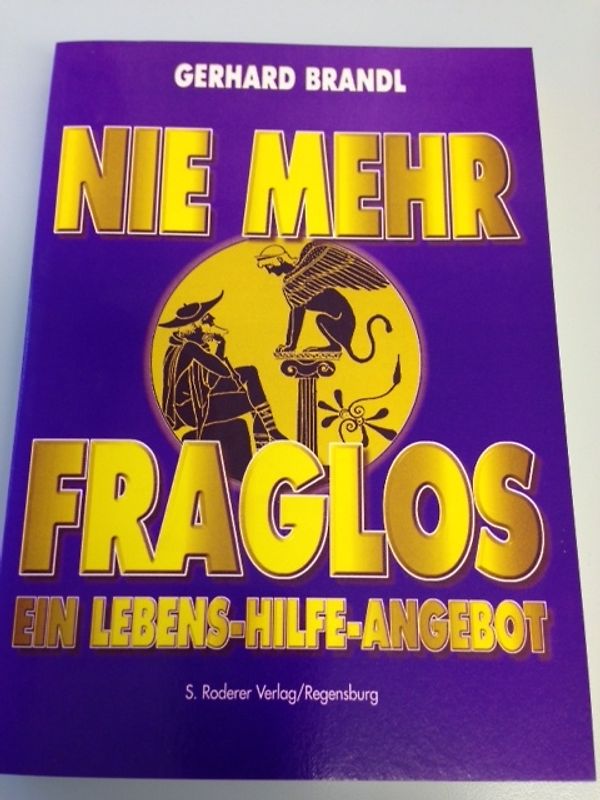 GERHARD BRANDL
NIE MEHR
FRAGLOS
EIN LEBENS-HILFE-ANGEBOT
S. Roderer Verlag/Regensburg